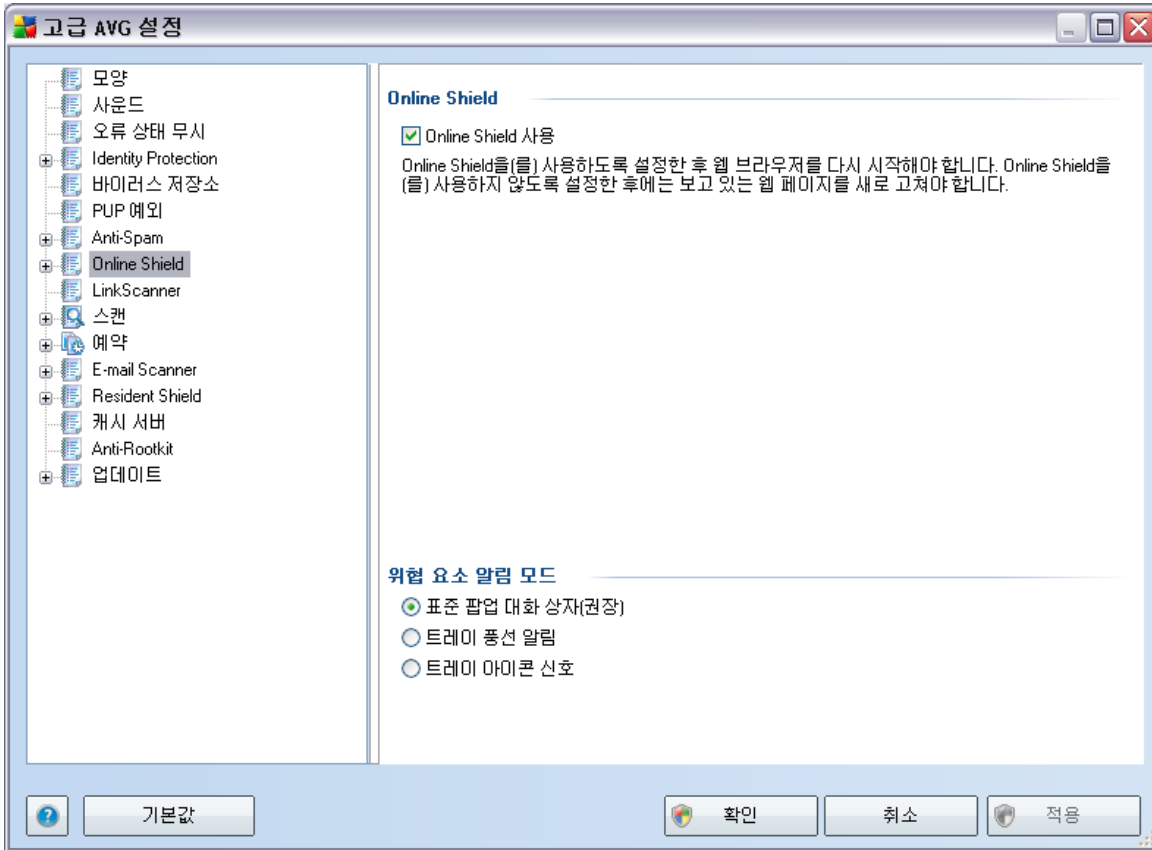 고급 AVG 설정
모양
사운드
오류 상태 무시
Identity Protection
바이러스 저장소
PUP 예외
Anti-Spam
Online Shield
LinkScanner
스캔
예약
E-mail Scanner
Resident Shield
캐시 서버
Anti-Rootkit
업데이트
Online Shield
Online Shield 사용
Online Shield을(를) 사용하도록 설정한 후 웹 브라우저를 다시 시작해야 합니다. Online Shield을
(를) 사용하지 않도록 설정한 후에는 보고 있는 웹 페이지를 새로 고쳐야 합니다.
위협 요소 알림 모드
표준 팝업 대화 상자(권장)
트레이 풍선 알림
트레이 아이콘 신호
기본값
확인
취소
적용